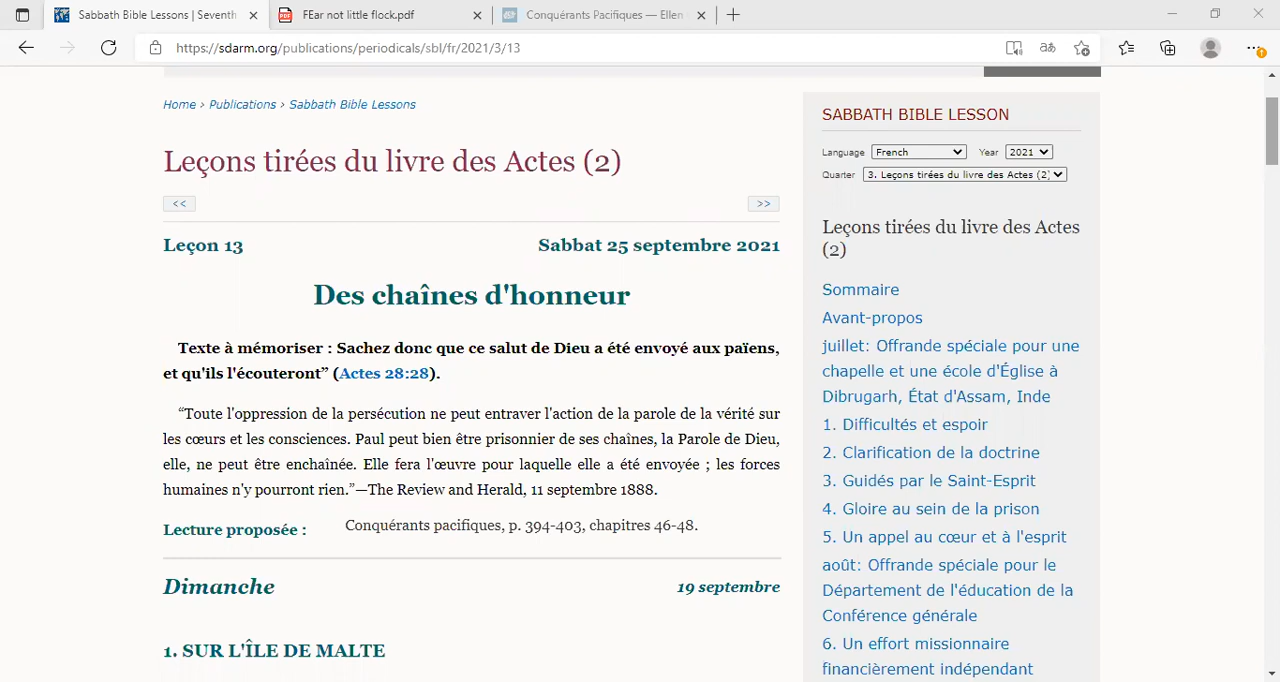 Sabbath Bible Lessons | Seventh
FEar not little flock.pdf
Conquérants Pacifiques — Ellen
https://sdarm.org/publications/periodicals/sbl/fr/2021/3/13
Home › Publications › Sabbath Bible Lessons
Leçons tirées du livre des Actes (2)
<< >>
Leçon 13 Sabbat 25 septembre 2021
Des chaînes d'honneur
Texte à mémoriser : Sachez donc que ce salut de Dieu a été envoyé aux païens,
et qu'ils l'écouteront” (Actes 28:28).
“Toute l'oppression de la persécution ne peut entraver l'action de la parole de la vérité sur
les cœurs et les consciences. Paul peut bien être prisonnier de ses chaînes, la Parole de Dieu,
elle, ne peut être enchaînée. Elle fera l'œuvre pour laquelle elle a été envoyée ; les forces
humaines n'y pourront rien.”—The Review and Herald, 11 septembre 1888.
Lecture proposée : Conquérants pacifiques, p. 394-403, chapitres 46-48.
Dimanche 19 septembre
1. SUR L'ÎLE DE MALTE
SABBATH BIBLE LESSON
Language French Year 2021
Quarter 3. Leçons tirées du livre des Actes (2)
Leçons tirées du livre des Actes
(2)
Sommaire
Avant-propos
juillet: Offrande spéciale pour une
chapelle et une école d'Église à
Dibrugarh, État d'Assam, Inde
1. Difficultés et espoir
2. Clarification de la doctrine
3. Guidés par le Saint-Esprit
4. Gloire au sein de la prison
5. Un appel au cœur et à l'esprit
août: Offrande spéciale pour le
Département de l'éducation de la
Conférence générale
6. Un effort missionnaire
financièrement indépendant